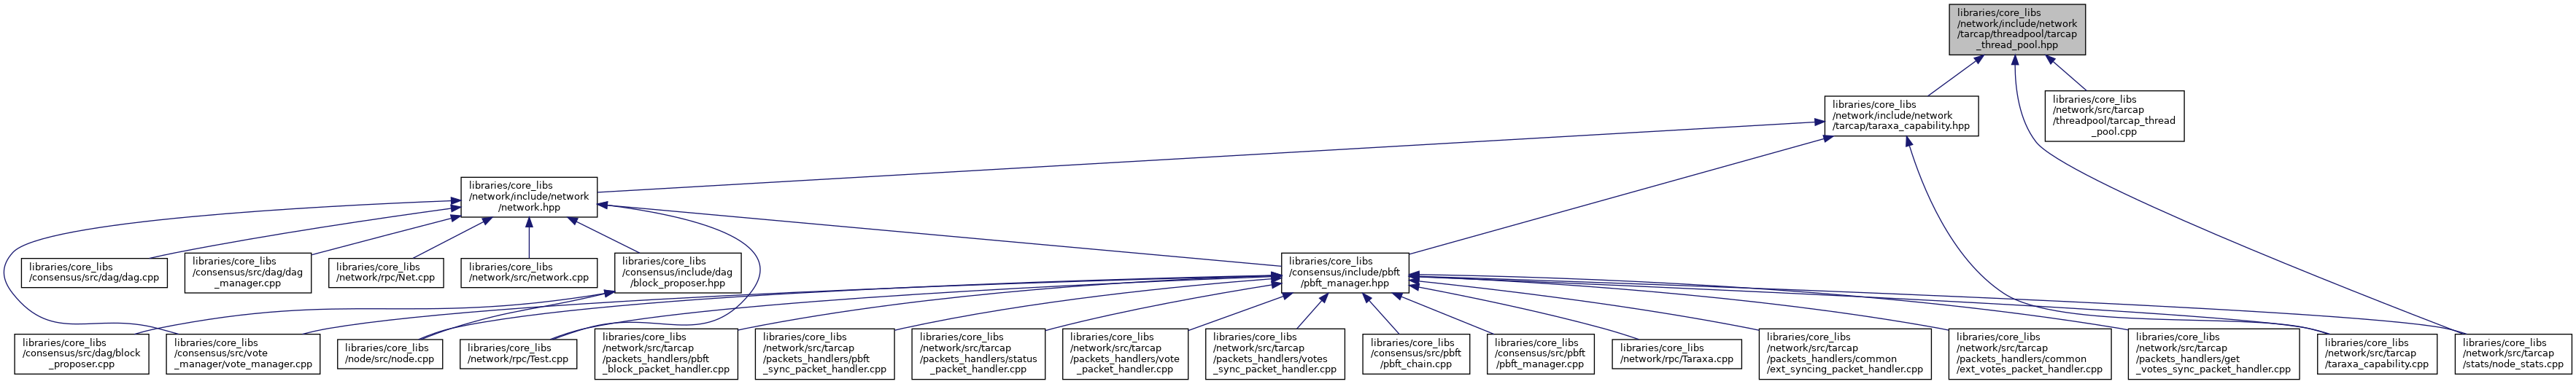 libraries/core_libs
/network/include/network
/tarcap/threadpool/tarcap
_thread_pool.hpp
libraries/core_libs
/network/include/network
/tarcap/taraxa_capability.hpp
libraries/core_libs
/network/src/tarcap
/threadpool/tarcap_thread
_pool.cpp
libraries/core_libs
/network/include/network
/network.hpp
libraries/core_libs
/consensus/src/dag/dag.cpp
libraries/core_libs
/consensus/src/dag/dag
_manager.cpp
libraries/core_libs
/network/rpc/Net.cpp
libraries/core_libs
/network/src/network.cpp
libraries/core_libs
/consensus/include/dag
/block_proposer.hpp
libraries/core_libs
/consensus/include/pbft
/pbft_manager.hpp
libraries/core_libs
/consensus/src/dag/block
_proposer.cpp
libraries/core_libs
/consensus/src/vote
_manager/vote_manager.cpp
libraries/core_libs
/node/src/node.cpp
libraries/core_libs
/network/rpc/Test.cpp
libraries/core_libs
/network/src/tarcap
/packets_handlers/pbft
_block_packet_handler.cpp
libraries/core_libs
/network/src/tarcap
/packets_handlers/pbft
_sync_packet_handler.cpp
libraries/core_libs
/network/src/tarcap
/packets_handlers/status
_packet_handler.cpp
libraries/core_libs
/network/src/tarcap
/packets_handlers/vote
_packet_handler.cpp
libraries/core_libs
/network/src/tarcap
/packets_handlers/votes
_sync_packet_handler.cpp
libraries/core_libs
/consensus/src/pbft
/pbft_chain.cpp
libraries/core_libs
/consensus/src/pbft
/pbft_manager.cpp
libraries/core_libs
/network/rpc/Taraxa.cpp
libraries/core_libs
/network/src/tarcap
/packets_handlers/common
/ext_syncing_packet_handler.cpp
libraries/core_libs
/network/src/tarcap
/packets_handlers/common
/ext_votes_packet_handler.cpp
libraries/core_libs
/network/src/tarcap
/packets_handlers/get
_votes_sync_packet_handler.cpp
libraries/core_libs
/network/src/tarcap
/taraxa_capability.cpp
libraries/core_libs
/network/src/tarcap
/stats/node_stats.cpp